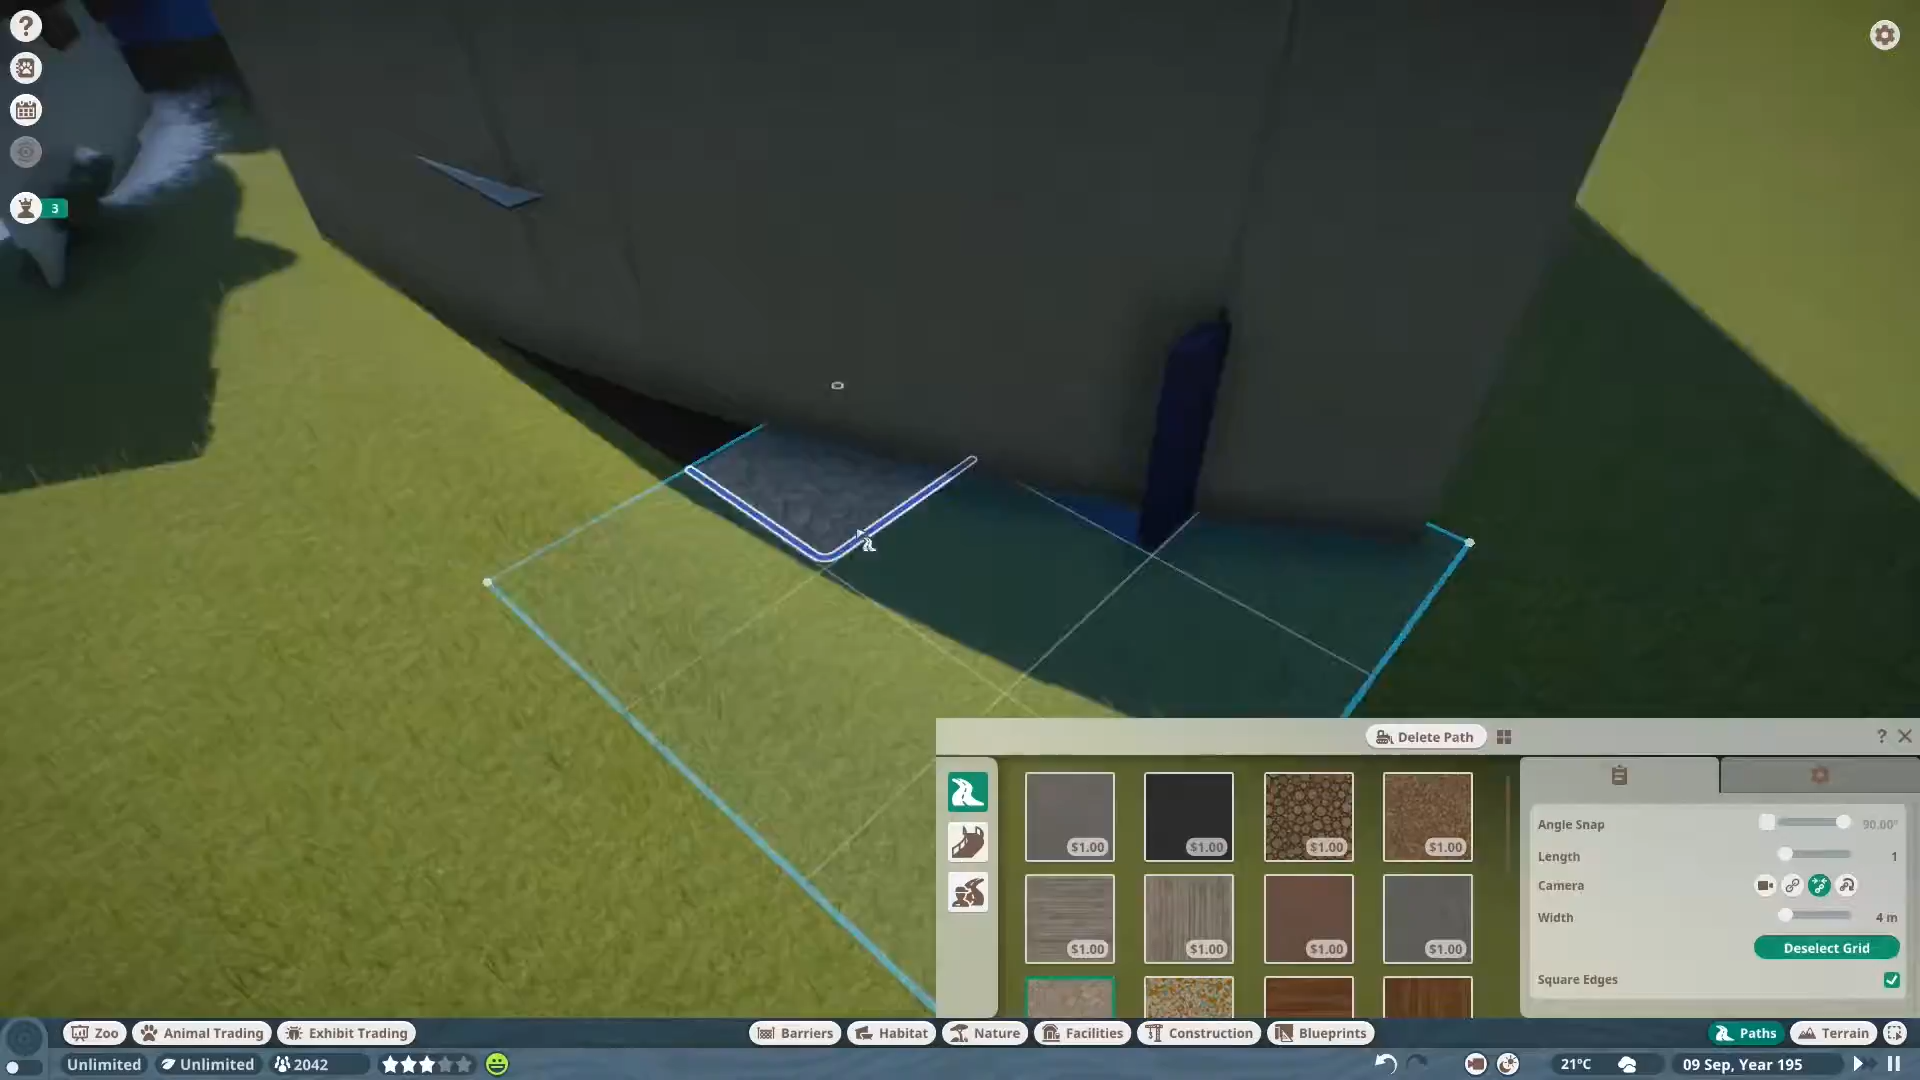 ?
3
Delete Path
?
$1.00 $1.00 $1.00 $1.00
$1.00 $1.00 $1.00 $1.00
Angle Snap 90.00°
Length 1
Camera
Width 4 m
Deselect Grid
Square Edges
Zoo Animal Trading Exhibit Trading Barriers Habitat Nature Facilities Construction Blueprints Paths Terrain
Unlimited Unlimited 2042 21°C 09 Sep, Year 195